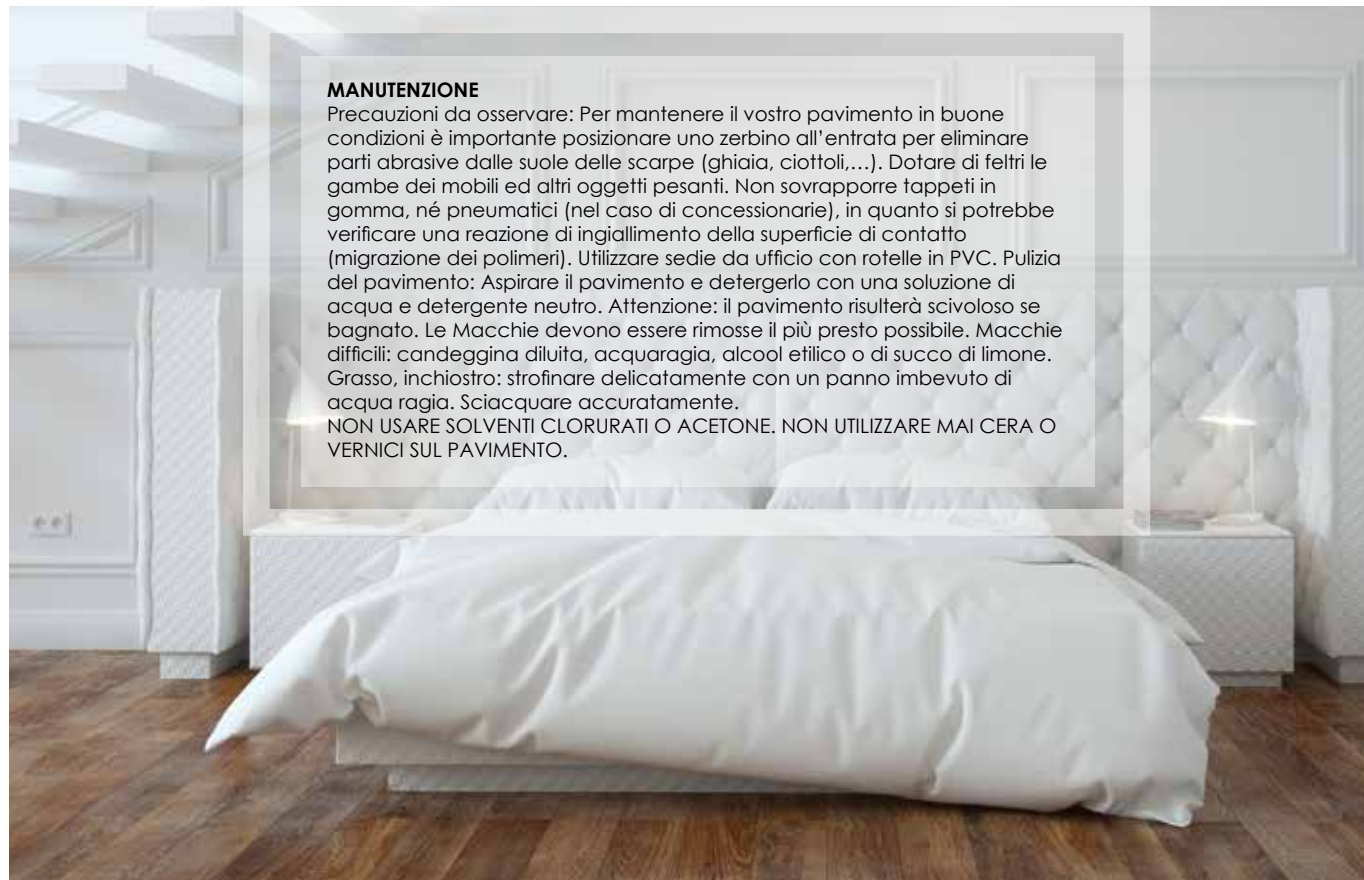 MANUTENZIONE
Precauzioni da osservare: Per mantenere il vostro pavimento in buone
condizioni è importante posizionare uno zerbino all’entrata per eliminare
parti abrasive dalle suole delle scarpe (ghiaia, ciottoli,…). Dotare di feltri le
gambe dei mobili ed altri oggetti pesanti. Non sovrapporre tappeti in
gomma, né pneumatici (nel caso di concessionarie), in quanto si potrebbe
verificare una reazione di ingiallimento della superficie di contatto
(migrazione dei polimeri). Utilizzare sedie da ufficio con rotelle in PVC. Pulizia
del pavimento: Aspirare il pavimento e detergerlo con una soluzione di
acqua e detergente neutro. Attenzione: il pavimento risulterà scivoloso se
bagnato. Le Macchie devono essere rimosse il più presto possibile. Macchie
difficili: candeggina diluita, acquaragia, alcool etilico o di succo di limone.
Grasso, inchiostro: strofinare delicatamente con un panno imbevuto di
acqua ragia. Sciacquare accuratamente.
NON USARE SOLVENTI CLORURATI O ACETONE. NON UTILIZZARE MAI CERA O
VERNICI SUL PAVIMENTO.